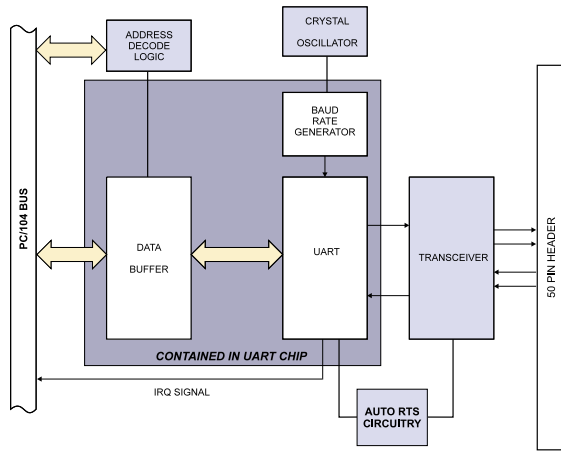 ADDRESS
DECODE
LOGIC
CRYSTAL
OSCILLATOR
BAUD
RATE
GENERATOR
PC/104 BUS
DATA
BUFFER
UART
TRANSCEIVER
50 PIN HEADER
CONTAINED IN UART CHIP
IRQ SIGNAL
AUTO RTS
CIRCUITRY